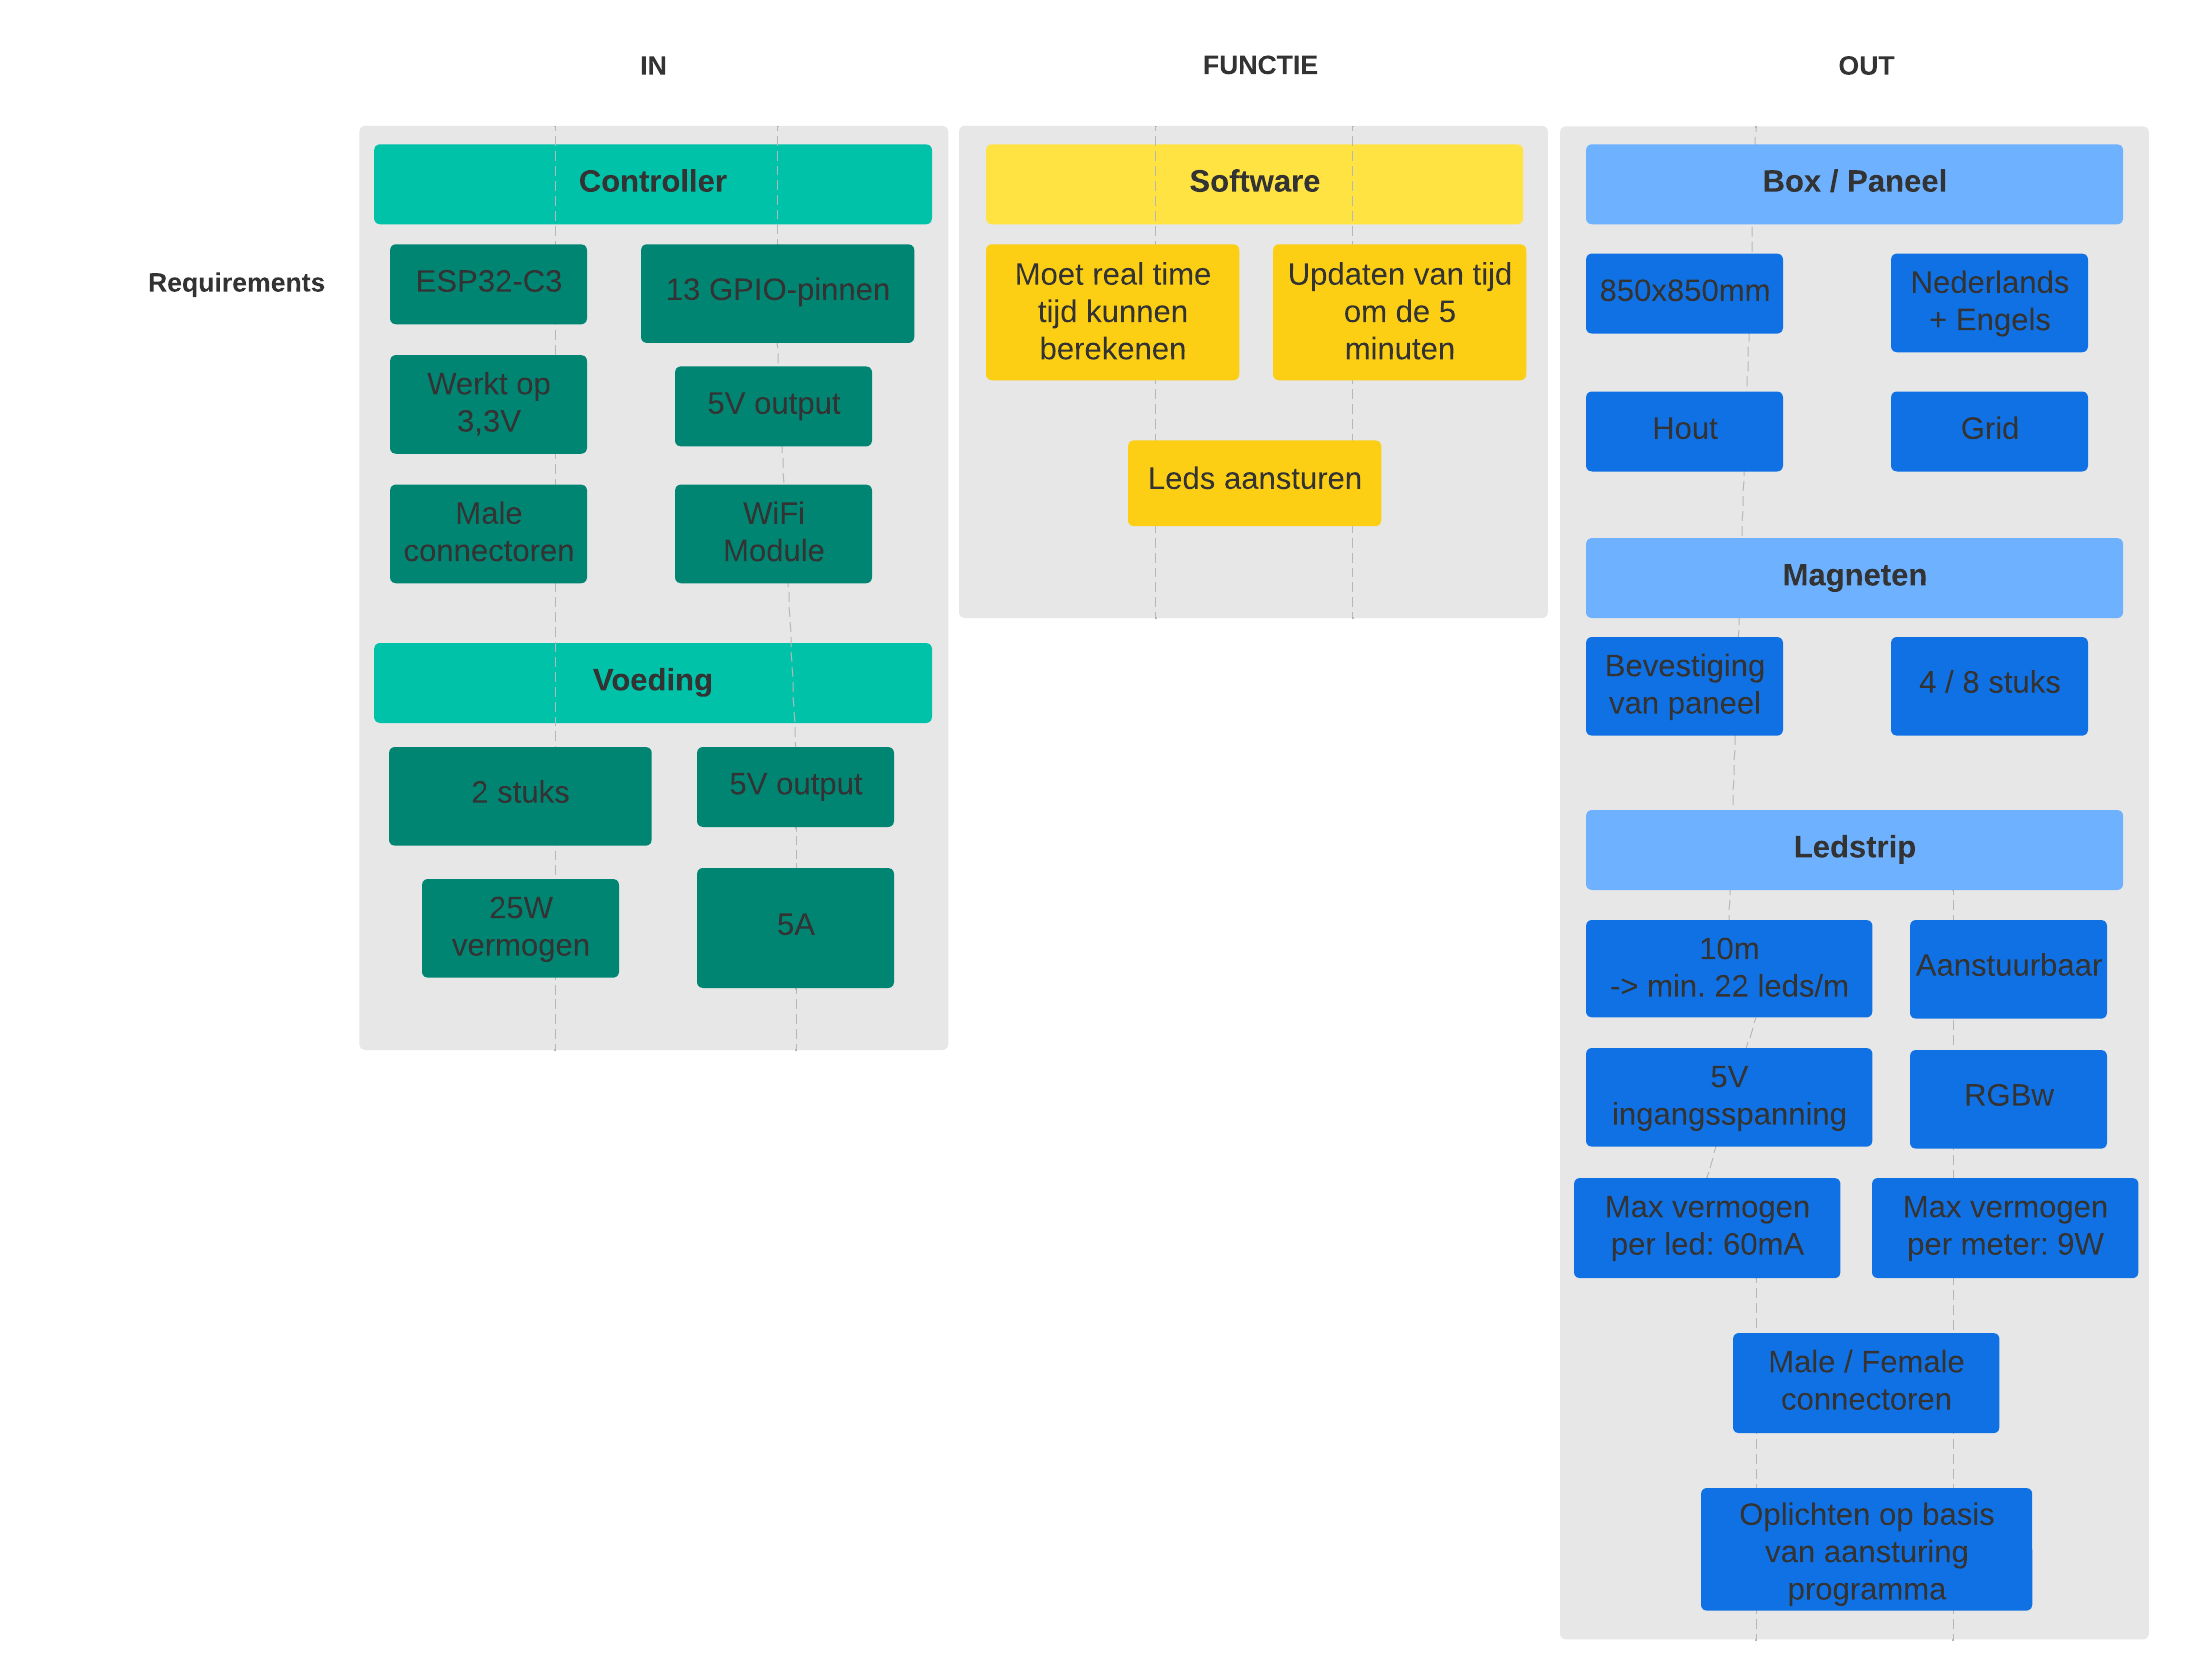 IN
FUNCTIE
OUT
Requirements
Controller
ESP32-C3
13 GPIO-pinnen
Werkt op
3,3V
5V output
Male
connectoren
WiFi
Module
Voeding
2 stuks
5V output
25W
vermogen
5A
Software
Moet real time
tijd kunnen
berekenen
Updaten van tijd
om de 5
minuten
Leds aansturen
Box / Paneel
850x850mm
Nederlands
+ Engels
Hout
Grid
Magneten
Bevestiging
van paneel
4 / 8 stuks
Ledstrip
10m
-> min. 22 leds/m
Aanstuurbaar
5V
ingangsspanning
RGBw
Max vermogen
per led: 60mA
Max vermogen
per meter: 9W
Male / Female
connectoren
Oplichten op basis
van aansturing
programma